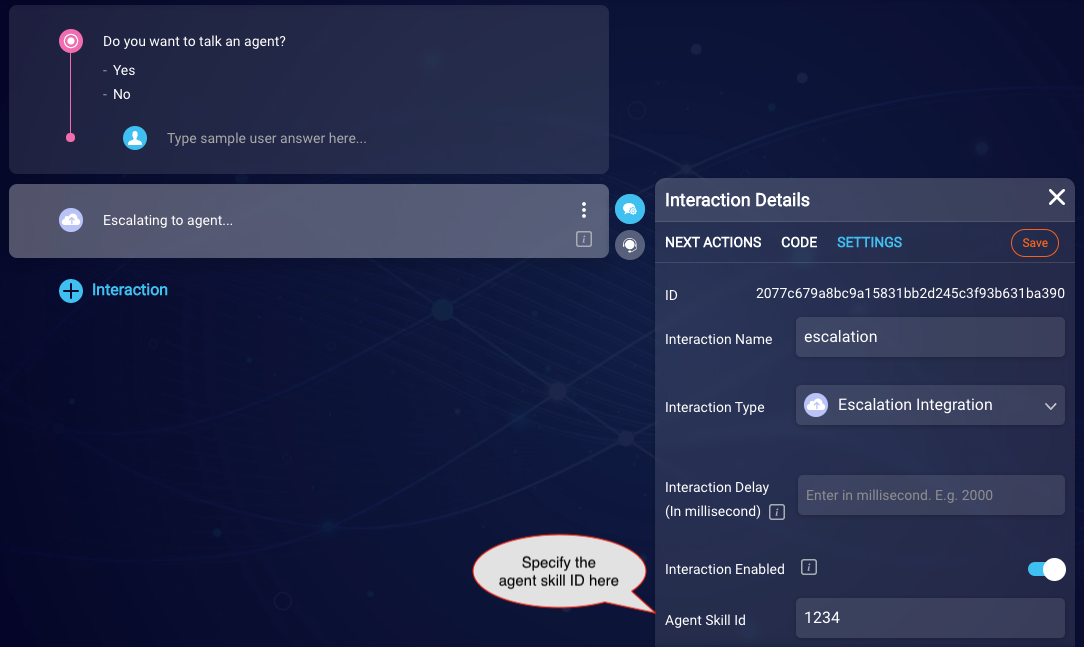 Do you want to talk an agent?
- Yes
- No
Type sample user answer here...
Escalating to agent...
i
Interaction
Interaction Details
NEXT ACTIONS CODE SETTINGS Save
ID 2077c679a8bc9a15831bb2d245c3f93b631ba390
Interaction Name escalation
Interaction Type Escalation Integration
Interaction Delay
(In millisecond) i Enter in millisecond. E.g. 2000
Specify the
agent skill ID here
Interaction Enabled i
Agent Skill Id 1234